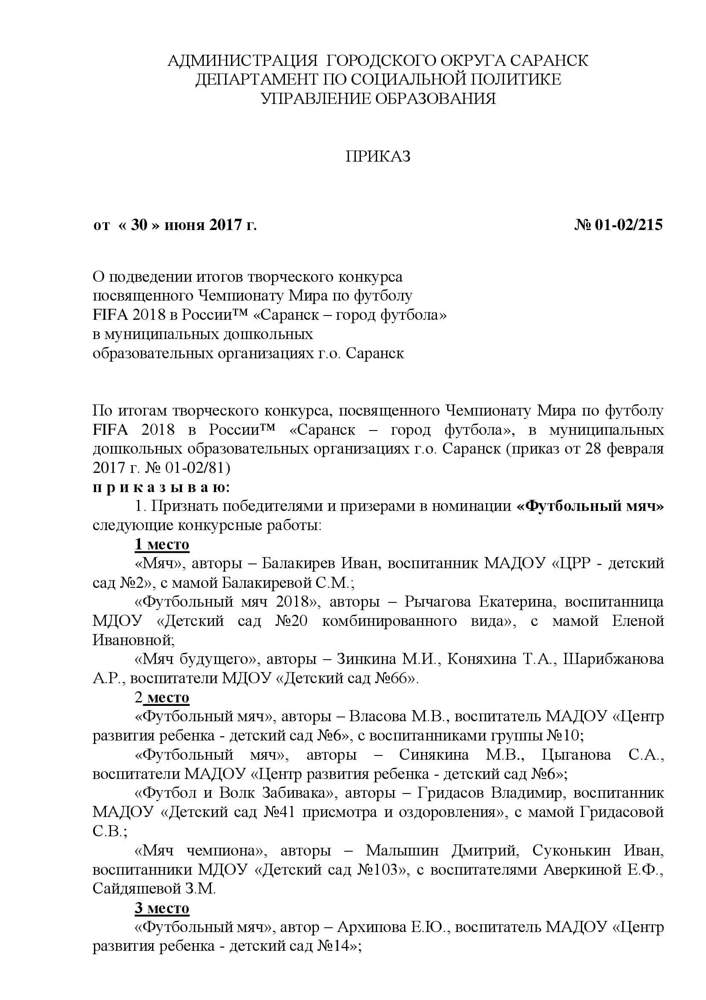 АДМИНИСТРАЦИЯ ГОРОДСКОГО ОКРУГА САРАНСК
ДЕПАРТАМЕНТ ПО СОЦИАЛЬНОЙ ПОЛИТИКЕ
УПРАВЛЕНИЕ ОБРАЗОВАНИЯ
ПРИКАЗ
от « 30 » июня 2017 г. № 01-02/215
О подведении итогов творческого конкурса
посвященного Чемпионату Мира по футболу
FIFA 2018 в России™ «Саранск – город футбола»
в муниципальных дошкольных
образовательных организациях г.о. Саранск
По итогам творческого конкурса, посвященного Чемпионату Мира по футболу
FIFA 2018 в России™ «Саранск – город футбола», в муниципальных
дошкольных образовательных организациях г.о. Саранск (приказ от 28 февраля
2017 г. № 01-02/81)
п р и к а з ы в а ю:
1. Признать победителями и призерами в номинации «Футбольный мяч»
следующие конкурсные работы:
1 место
«Мяч», авторы – Балакирев Иван, воспитанник МАДОУ «ЦРР - детский
сад №2», с мамой Балакиревой С.М.;
«Футбольный мяч 2018», авторы – Рычагова Екатерина, воспитанница
МДОУ «Детский сад №20 комбинированного вида», с мамой Еленой
Ивановной;
«Мяч будущего», авторы – Зинкина М.И., Коняхина Т.А., Шарибжанова
А.Р., воспитатели МДОУ «Детский сад №66».
2 место
«Футбольный мяч», авторы – Власова М.В., воспитатель МАДОУ «Центр
развития ребенка - детский сад №6», с воспитанниками группы №10;
«Футбольный мяч», авторы – Синякина М.В., Цыганова С.А.,
воспитатели МАДОУ «Центр развития ребенка - детский сад №6»;
«Футбол и Волк Забивака», авторы – Гридасов Владимир, воспитанник
МАДОУ «Детский сад №41 присмотра и оздоровления», с мамой Гридасовой
С.В.;
«Мяч чемпиона», авторы – Малышин Дмитрий, Суконькин Иван,
воспитанники МДОУ «Детский сад №103», с воспитателями Аверкиной Е.Ф.,
Сайдяшевой З.М.
3 место
«Футбольный мяч», автор – Архипова Е.Ю., воспитатель МАДОУ «Центр
развития ребенка - детский сад №14»;